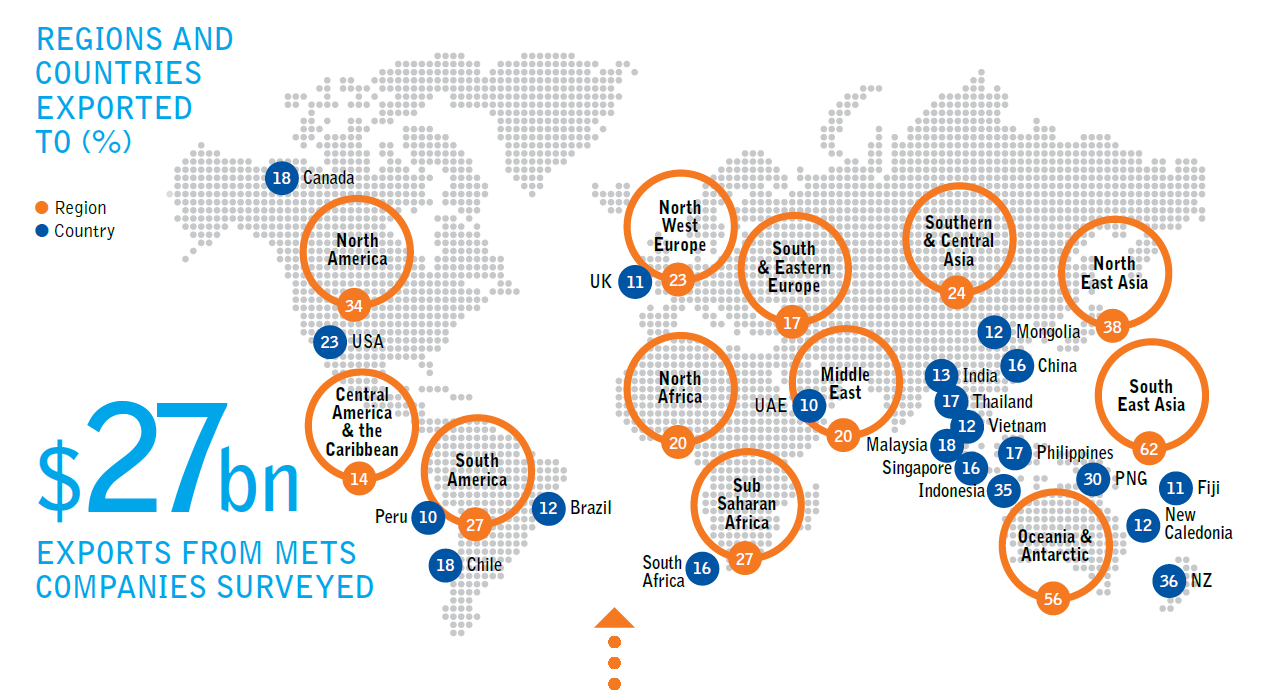 REGIONS AND
COUNTRIES
EXPORTED
TO (%)
Region
Country
18 Canada
North
America
34
23 USA
Central
America
& the
Caribbean
14
South
America
27
Peru 10
12 Brazil
18 Chile
North
West
Europe
23
UK 11
South
& Eastern
Europe
17
Southern
& Central
Asia
24
North
East Asia
38
12 Mongolia
16 China
13 India
17 Thailand
12 Vietnam
Malaysia 18
17 Philippines
Singapore 16
Indonesia 35
30 PNG
11 Fiji
12 New
Caledonia
36 NZ
South
East Asia
62
North
Africa
20
Middle
East
20
UAE 10
Sub
Saharan
Africa
27
South
Africa 16
Oceania &
Antarctic
56
$27bn
EXPORTS FROM METS
COMPANIES SURVEYED